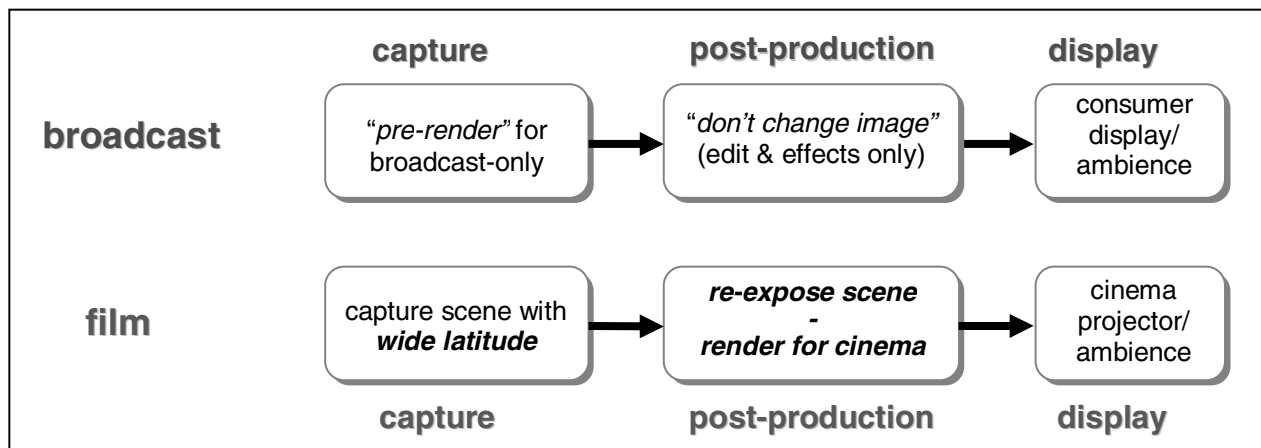 capture
post-production
display
broadcast
“pre-render” for
broadcast-only
“don’t change image”
(edit & effects only)
consumer
display/
ambience
film
capture scene with
wide latitude
re-expose scene
-
render for cinema
cinema
projector/
ambience
capture
post-production
display